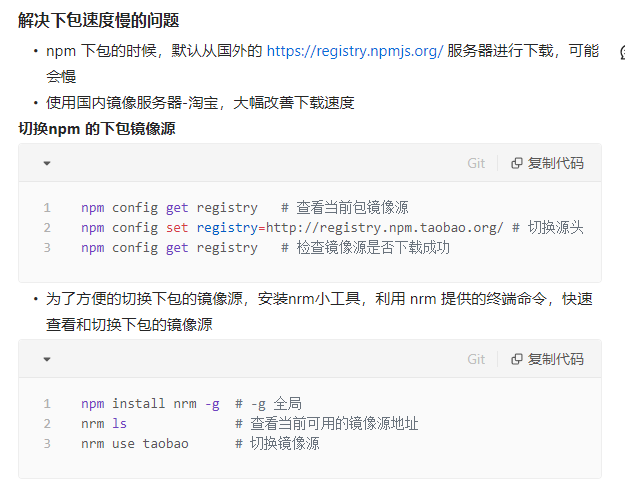 解决下包速度慢的问题
• npm 下包的时候，默认从国外的 https://registry.npmjs.org/ 服务器进行下载，可能
会慢
• 使用国内镜像服务器-淘宝，大幅改善下载速度
切换npm 的下包镜像源
Git 复制代码
1 npm config get registry # 查看当前包镜像源
2 npm config set registry=http://registry.npm.taobao.org/ # 切换源头
3 npm config get registry # 检查镜像源是否下载成功
• 为了方便的切换下包的镜像源，安装nrm小工具，利用 nrm 提供的终端命令，快速
查看和切换下包的镜像源
Git 复制代码
1 npm install nrm -g # -g 全局
2 nrm ls # 查看当前可用的镜像源地址
3 nrm use taobao # 切换镜像源